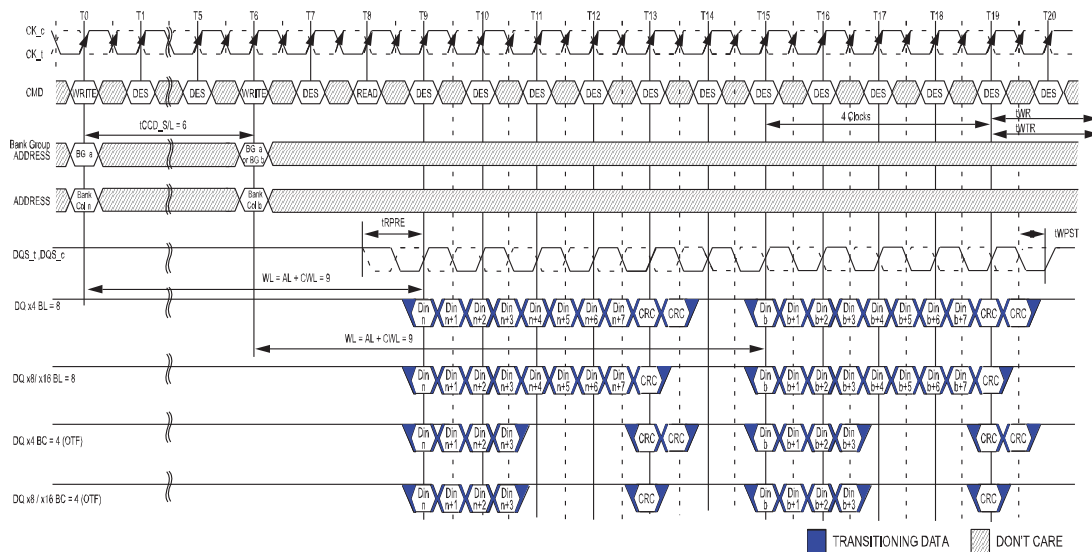 T0 T1 T5 T6 T7 T8 T9 T10 T11 T12 T13 T14 T15 T16 T17 T18 T19 T20
CK_c
CK_t
CMD WRITE DES DES WRITE DES READ DES DES DES DES DES DES DES DES DES DES DES DES
tCCD_S/L = 6
4 Clocks
tWR
tWTR
Bank Group
ADDRESS
BG a
BG a
or BG b
ADDRESS
Bank
Col n
Bank
Col b
tRPRE
tWPST
DQS_t ,DQS_c
WL = AL + CWL = 9
DQ x4 BL = 8
Din n Din n+1 Din n+2 Din n+3 Din n+4 Din n+5 Din n+6 Din n+7 CRC CRC Din b Din b+1 Din b+2 Din b+3 Din b+4 Din b+5 Din b+6 Din b+7 CRC CRC
WL = AL + CWL = 9
DQ x8/ x16 BL = 8
Din n Din n+1 Din n+2 Din n+3 Din n+4 Din n+5 Din n+6 Din n+7 CRC Din b Din b+1 Din b+2 Din b+3 Din b+4 Din b+5 Din b+6 Din b+7 CRC
DQ x4 BC = 4 (OTF)
Din n Din n+1 Din n+2 Din n+3 CRC CRC Din b Din b+1 Din b+2 Din b+3 CRC CRC
DQ x8 / x16 BC = 4 (OTF)
Din n Din n+1 Din n+2 Din n+3 CRC Din b Din b+1 Din b+2 Din b+3 CRC
TRANSITIONING DATA
DON'T CARE